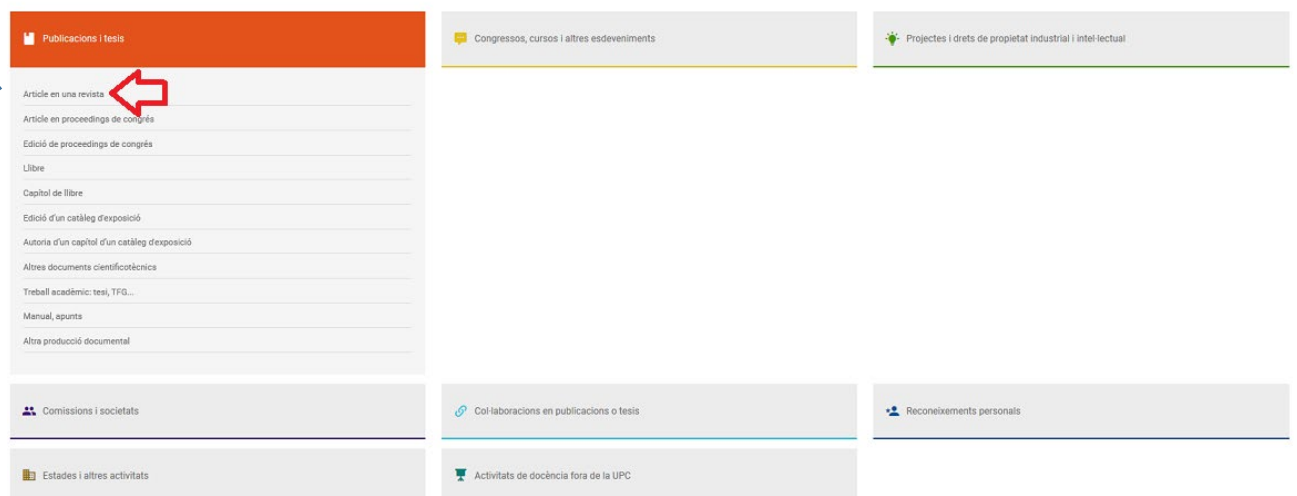 Publicacions i tesis
Congressos, cursos i altres esdeveniments
Projectes i drets de propietat industrial i intel·lectual
Article en una revista
Article en proceedings de congrés
Edició de proceedings de congrés
Llibre
Capítol de llibre
Edició d'un catàleg d'exposició
Autoria d'un capítol d'un catàleg d'exposició
Altres documents cientificotècnics
Treball acadèmic: tesi, TFG...
Manual, apunts
Altra producció documental
Comissions i societats
Col·laboracions en publicacions o tesis
Reconeixements personals
Estades i altres activitats
Activitats de docència fora de la UPC